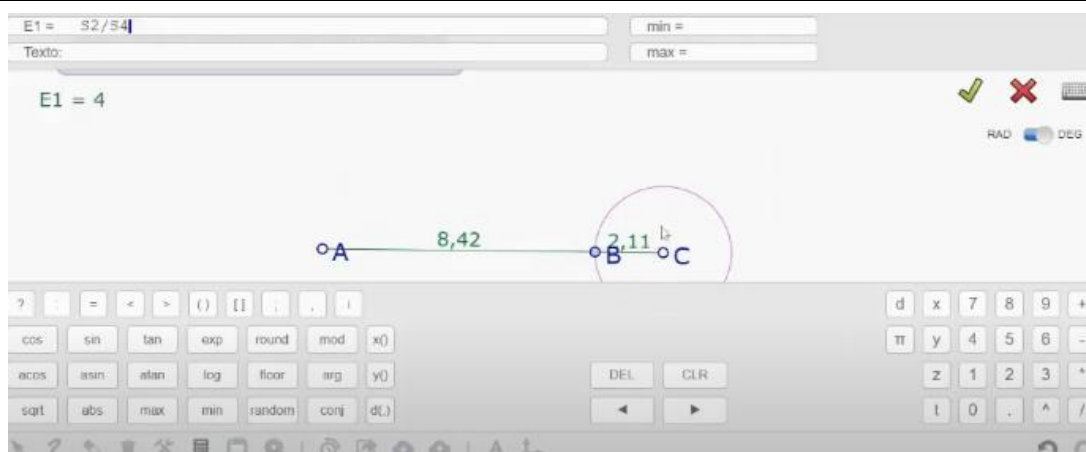 E1 = S2/S4
min =
Texto:
max =
E1 = 4
RAD DEG
8,42
2,11
A
B
C
? : = < > () [] ; , !
d x 7 8 9 +
cos sin tan exp round mod x()
π y 4 5 6 -
acos asin atan log floor arg y()
DEL CLR
z 1 2 3 *
sqrt abs max min random conj d(,)
◄ ►
t 0 . ^ /
A